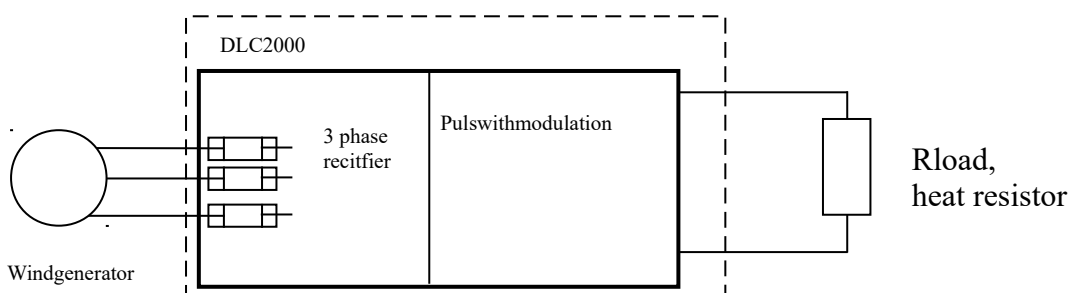 DLC2000
3 phase
recitfier
Pulswithmodulation
Rload,
heat resistor
Windgenerator